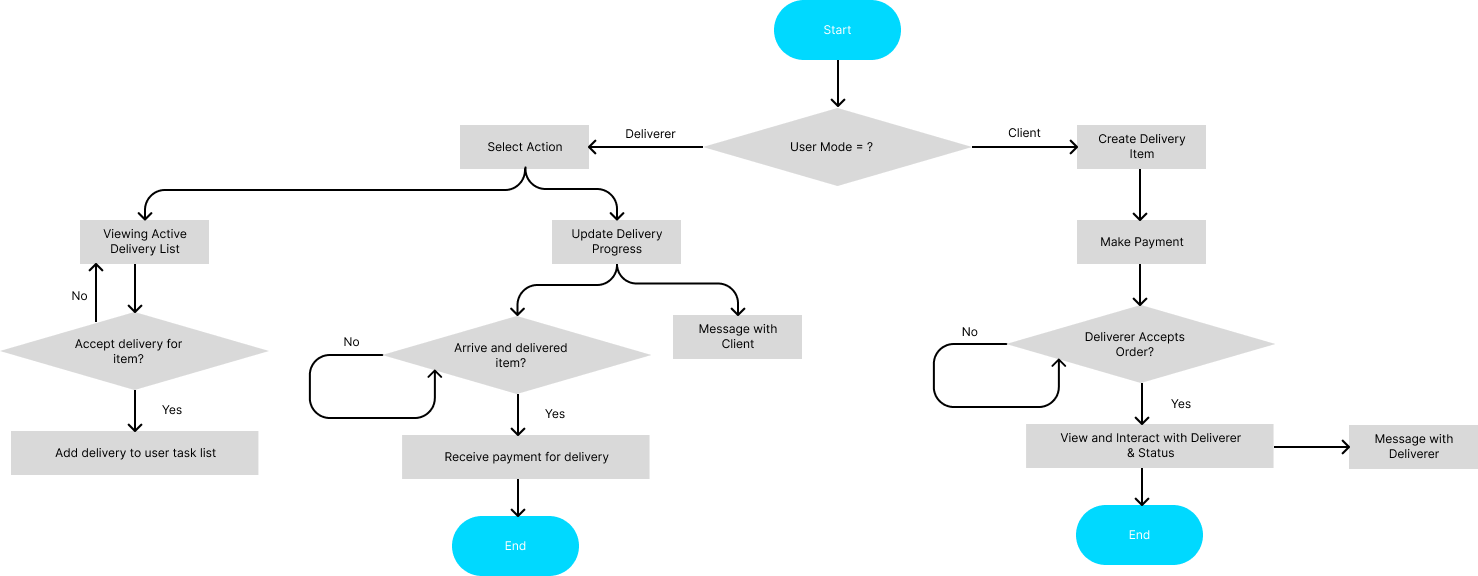 Start
Deliverer
User Mode = ?
Client
Select Action
Create Delivery
Item
Viewing Active
Delivery List
Update Delivery
Progress
Make Payment
No
Accept delivery for
item?
No
Arrive and delivered
item?
Message with
Client
No
Deliverer Accepts
Order?
Yes
Yes
Yes
Add delivery to user task list
Receive payment for delivery
View and Interact with Deliverer
& Status
Message with
Deliverer
End
End